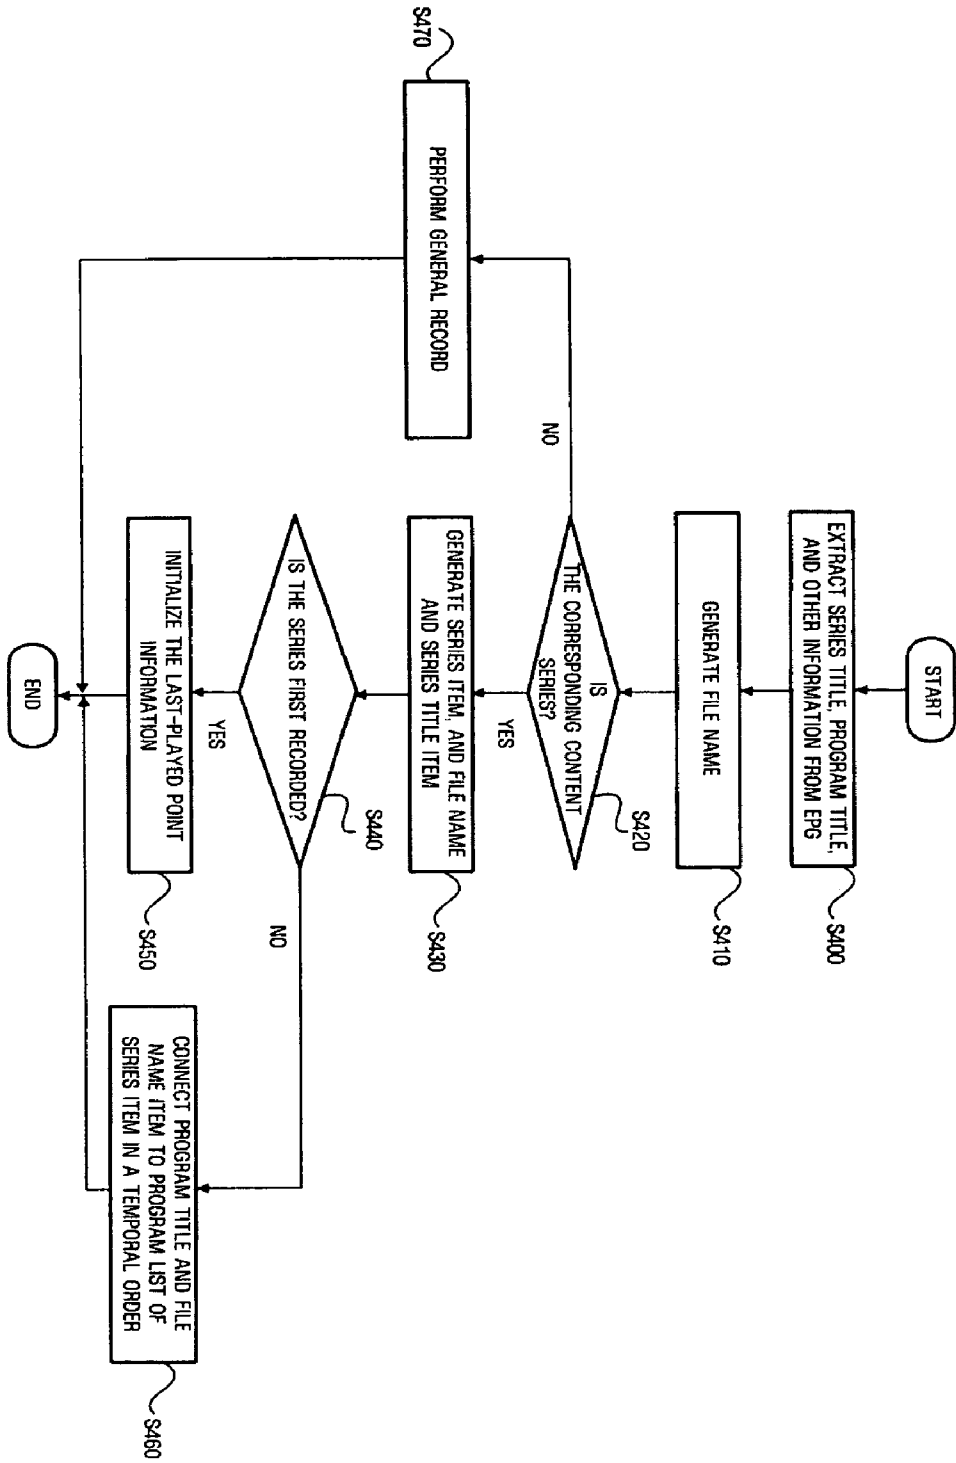 START
EXTRACT SERIES TITLE, PROGRAM TITLE,
AND OTHER INFORMATION FROM EPG
S400
GENERATE FILE NAME
S410
IS
THE CORRESPONDING CONTENT
SERIES?
S420
NO
YES
PERFORM GENERAL RECORD
S470
GENERATE SERIES ITEM, AND FILE NAME
AND SERIES TITLE ITEM
S430
IS THE SERIES FIRST RECORDED?
S440
YES
NO
INITIALIZE THE LAST-PLAYED POINT
INFORMATION
S450
CONNECT PROGRAM TITLE AND FILE
NAME ITEM TO PROGRAM LIST OF
SERIES ITEM IN A TEMPORAL ORDER
S460
END